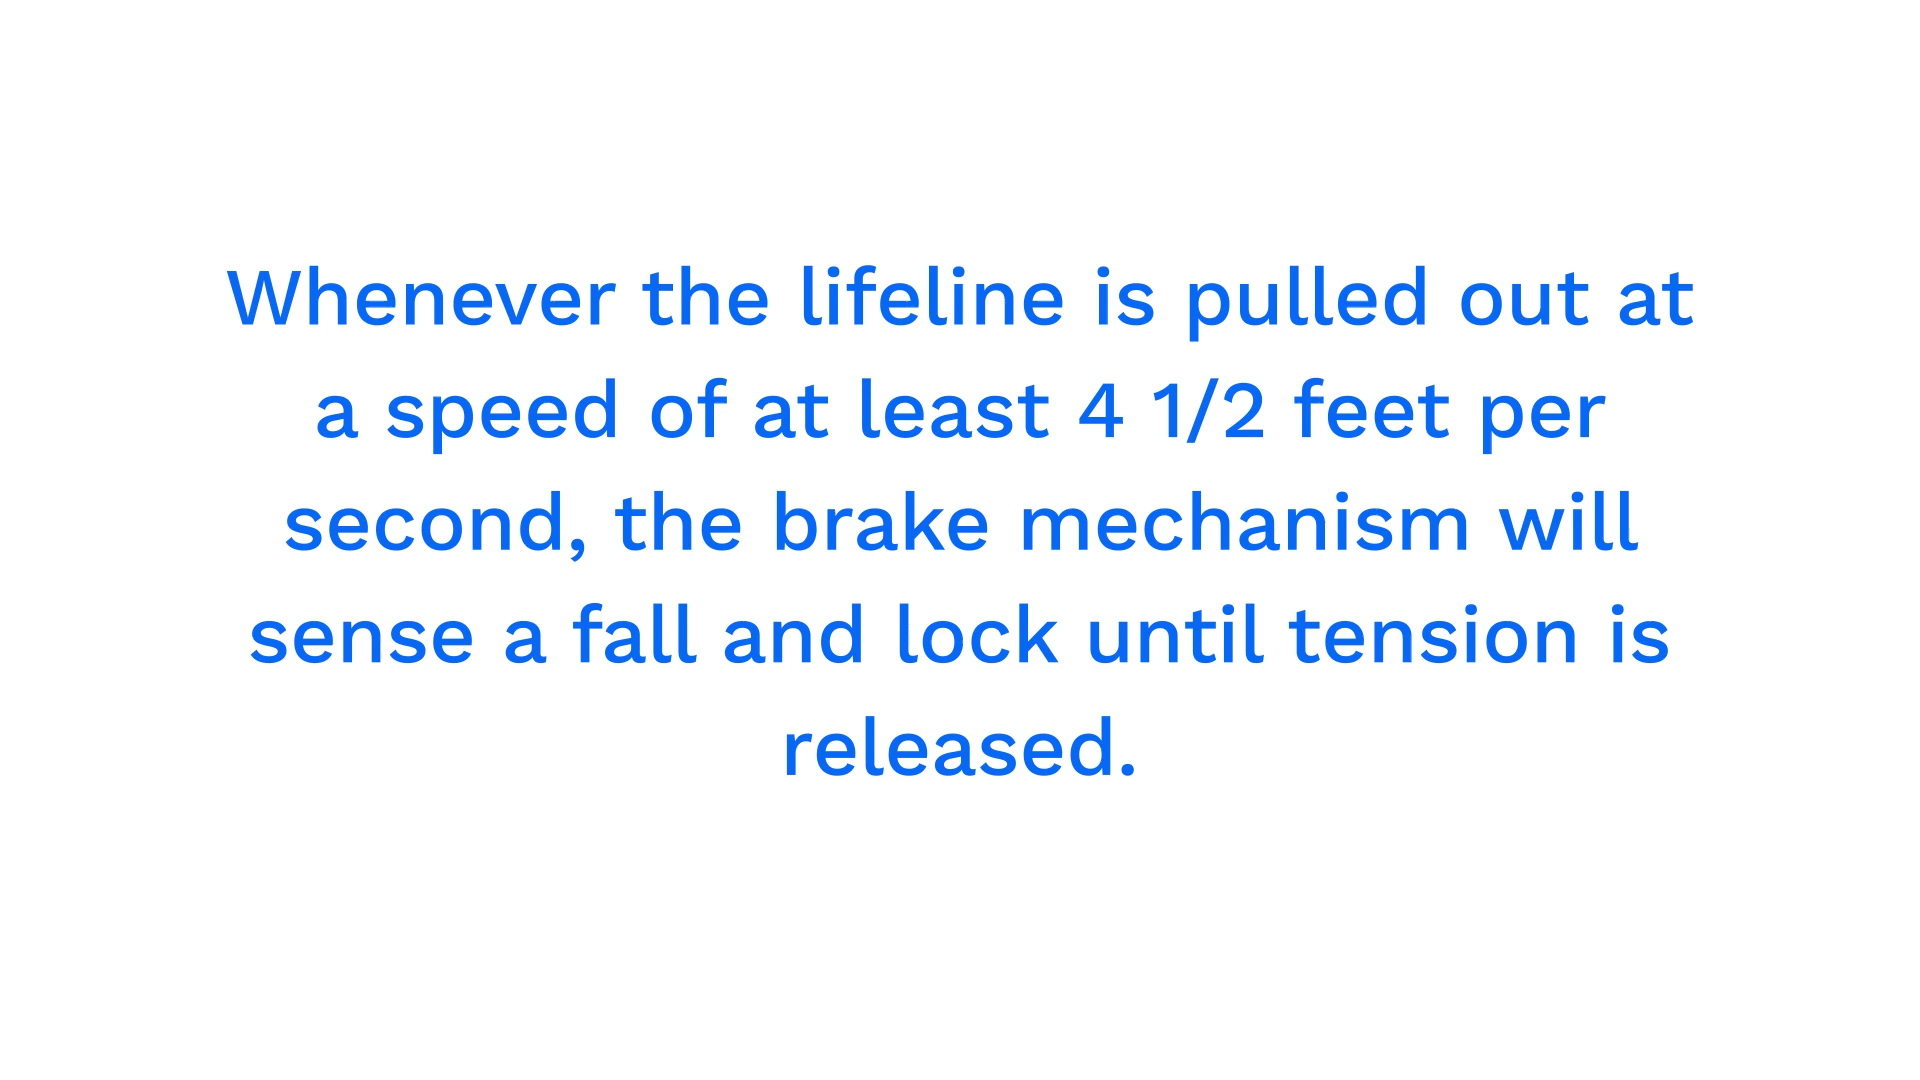 Whenever the lifeline is pulled out at
a speed of at least 4 1/2 feet per
second, the brake mechanism will
sense a fall and lock until tension is
released.